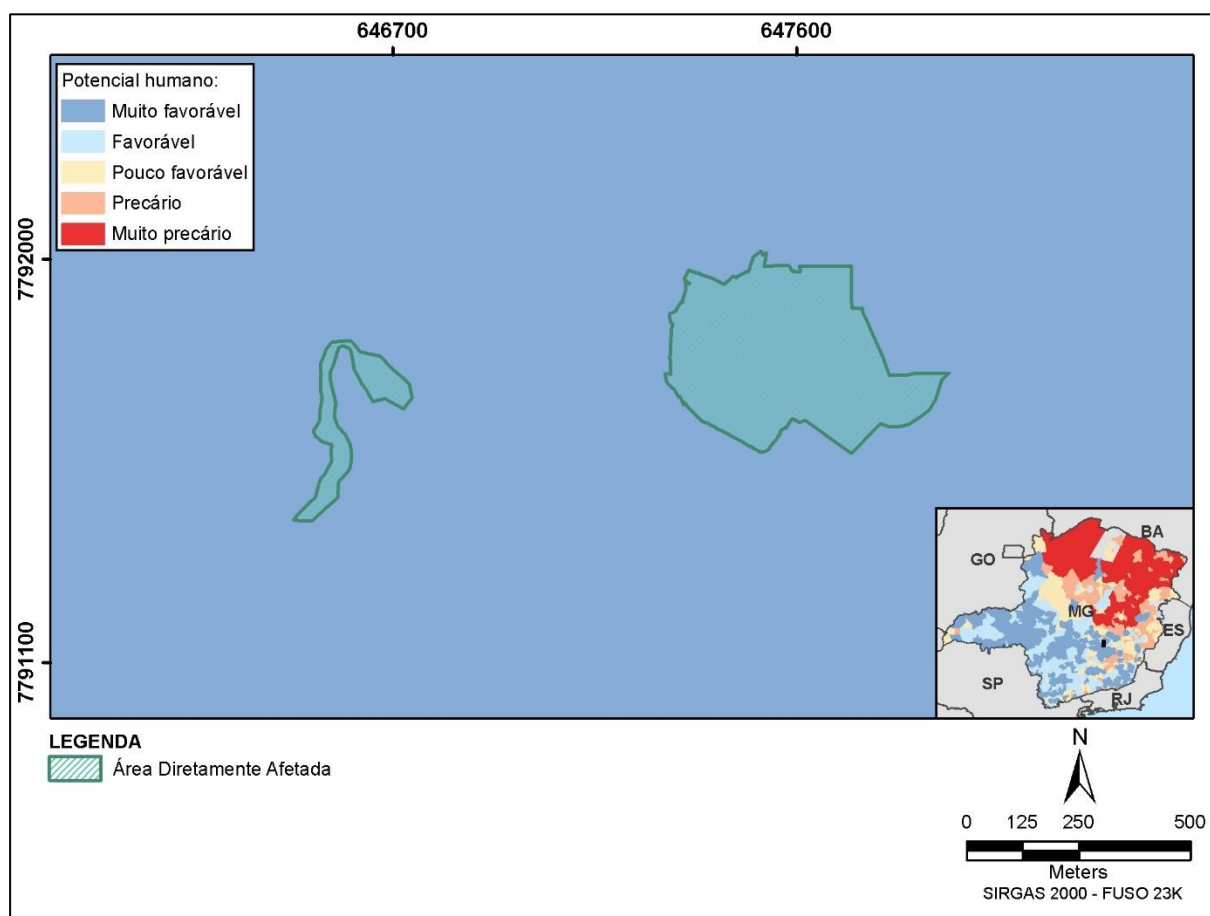 646700
647600
Potencial humano:
Muito favorável
Favorável
Pouco favorável
Precário
Muito precário
7792000
7791100
BA
GO
MG
ES
SP
RJ
LEGENDA
Área Diretamente Afetada
N
0 125 250 500
Meters
SIRGAS 2000 - FUSO 23K